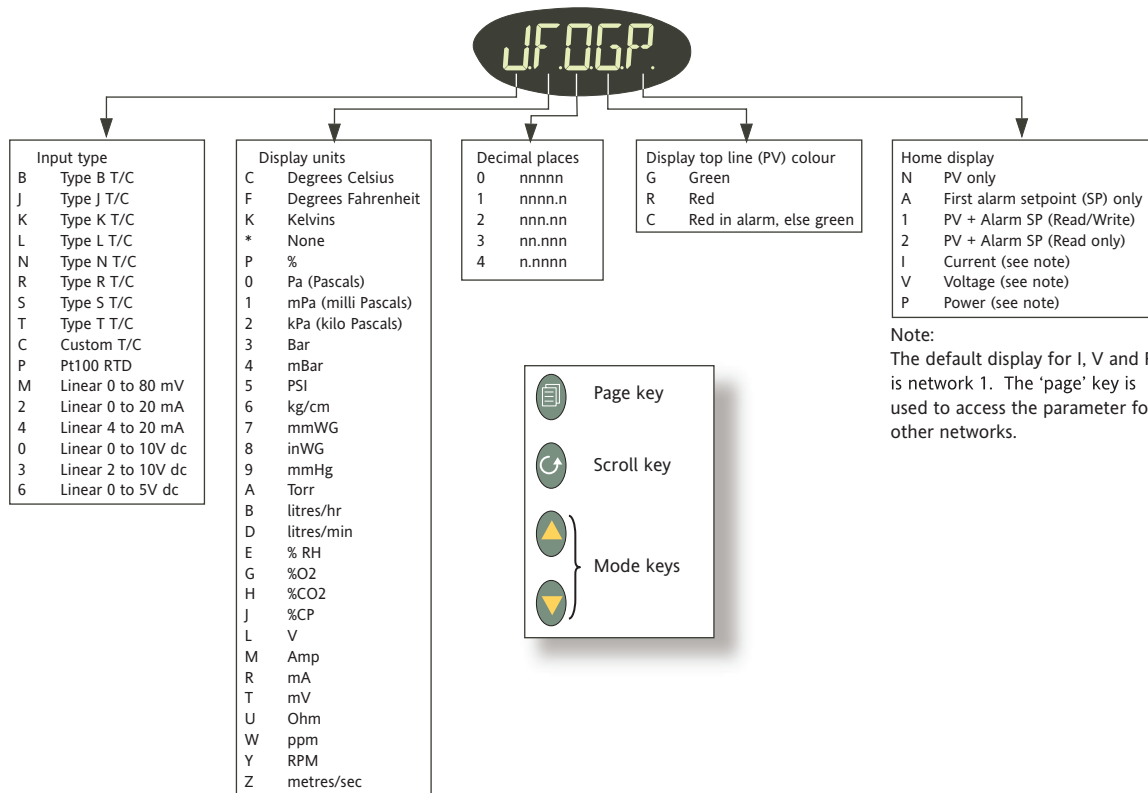 J.F.0.G.P.
Input type
B Type B T/C
J Type J T/C
K Type K T/C
L Type L T/C
N Type N T/C
R Type R T/C
S Type S T/C
T Type T T/C
C Custom T/C
P Pt100 RTD
M Linear 0 to 80 mV
2 Linear 0 to 20 mA
4 Linear 4 to 20 mA
0 Linear 0 to 10V dc
3 Linear 2 to 10V dc
6 Linear 0 to 5V dc
Display units
C Degrees Celsius
F Degrees Fahrenheit
K Kelvins
* None
P %
0 Pa (Pascals)
1 mPa (milli Pascals)
2 kPa (kilo Pascals)
3 Bar
4 mBar
5 PSI
6 kg/cm
7 mmWG
8 inWG
9 mmHg
A Torr
B litres/hr
D litres/min
E % RH
G %O2
H %CO2
J %CP
L V
M Amp
R mA
T mV
U Ohm
W ppm
Y RPM
Z metres/sec
Decimal places
0 nnnnn
1 nnnn.n
2 nnn.nn
3 nn.nnn
4 n.nnnn
Display top line (PV) colour
G Green
R Red
C Red in alarm, else green
Home display
N PV only
A First alarm setpoint (SP) only
1 PV + Alarm SP (Read/Write)
2 PV + Alarm SP (Read only)
I Current (see note)
V Voltage (see note)
P Power (see note)
Note:
The default display for I, V and P
is network 1. The ‘page’ key is
used to access the parameter fo
other networks.
Page key
Scroll key
Mode keys